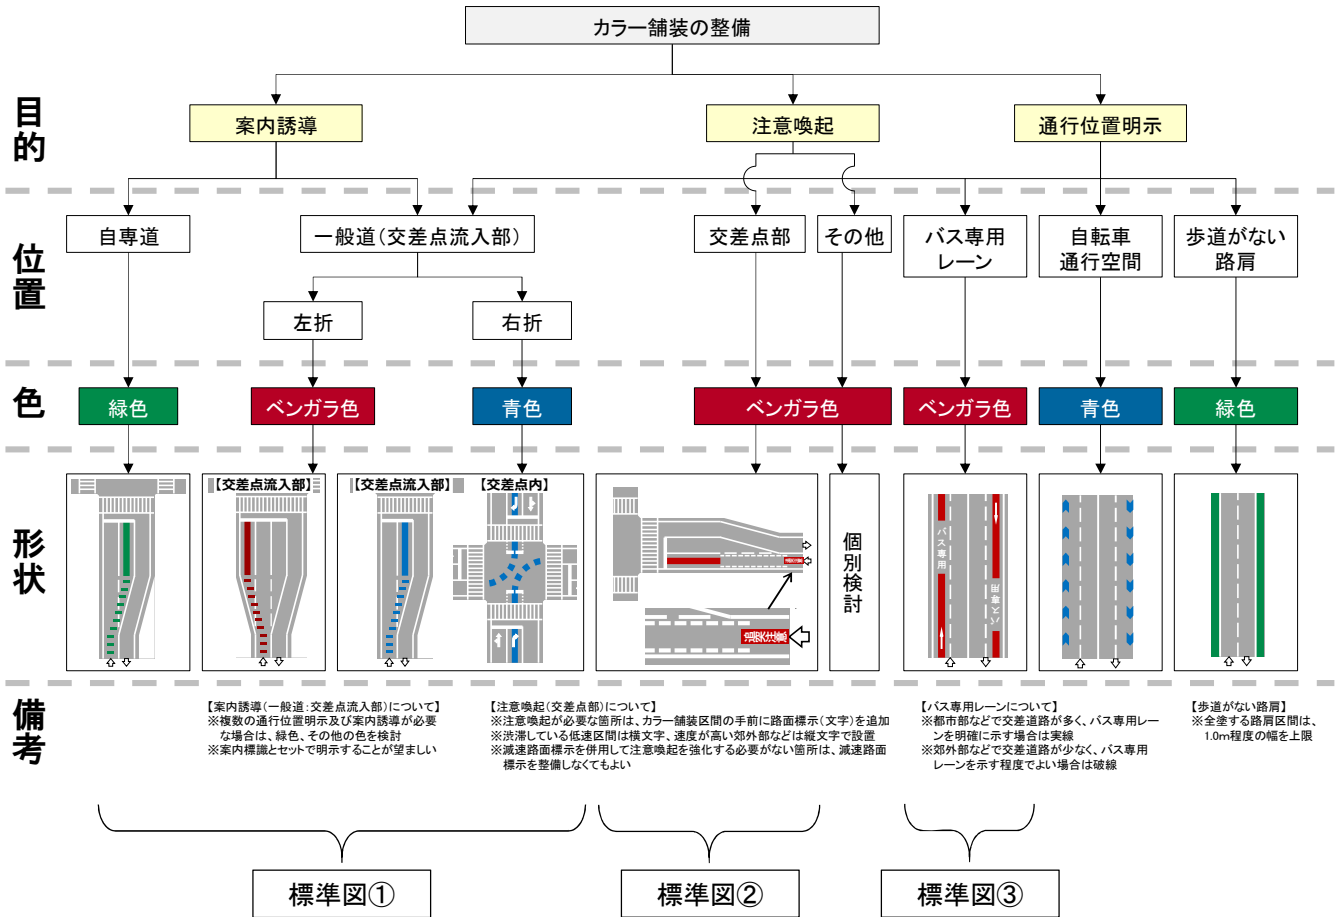 カラー舗装の整備
目的
案内誘導
注意喚起
通行位置明示
位置
自専道
一般道（交差点流入部）
交差点部
その他
バス専用
レーン
自転車
通行空間
歩道がない
路肩
左折
右折
色
緑色
ベンガラ色
青色
ベンガラ色
ベンガラ色
青色
緑色
形状
【交差点流入部】
【交差点流入部】
【交差点内】
追突注意
個別検討
バス専用
バス専用
備考
【案内誘導（一般道：交差点流入部）について】
※複数の通行位置明示及び案内誘導が必要
な場合は、緑色、その他の色を検討
※案内標識とセットで明示することが望ましい
【注意喚起（交差点部）について】
※注意喚起が必要な箇所は、カラー舗装区間の手前に路面標示（文字）を追加
※渋滞している低速区間は横文字、速度が高い郊外部などは縦文字で設置
※減速路面標示を併用して注意喚起を強化する必要がない箇所は、減速路面
標示を整備しなくてもよい
【バス専用レーンについて】
※都市部などで交差道路が多く、バス専用レー
ンを明確に示す場合は実線
※郊外部などで交差道路が少なく、バス専用
レーンを示す程度でよい場合は破線
【歩道がない路肩】
※全塗する路肩区間は、
1.0m程度の幅を上限
標準図①
標準図②
標準図③